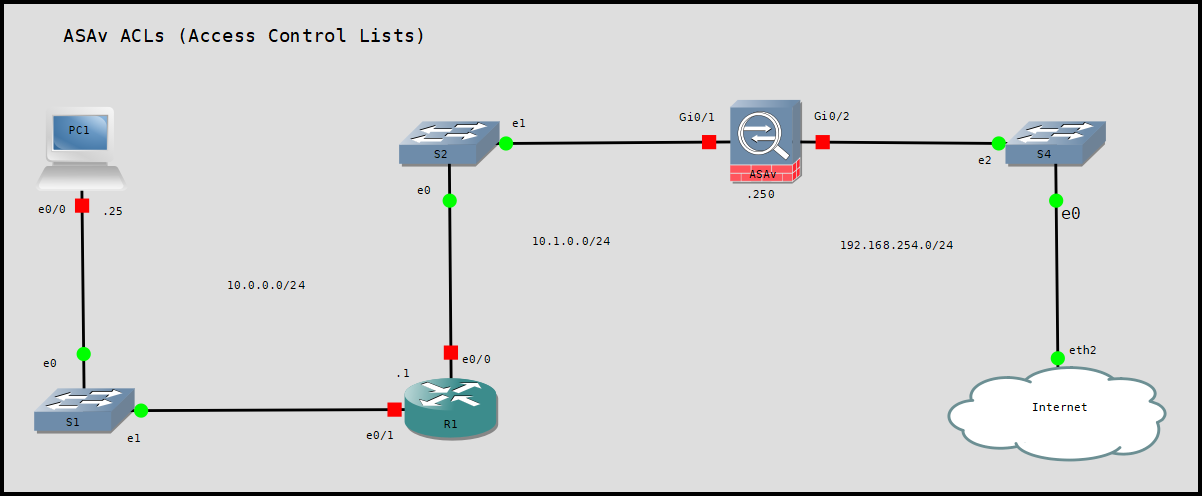 ASAv ACLs (Access Control Lists)
PC1
e0/0
.25
e0
S1
e1
10.0.0.0/24
S2
e1
e0
10.1.0.0/24
e0/0
.1
R1
e0/1
Gi0/1
Gi0/2
ASAv
.250
192.168.254.0/24
S4
e2
e0
eth2
Internet